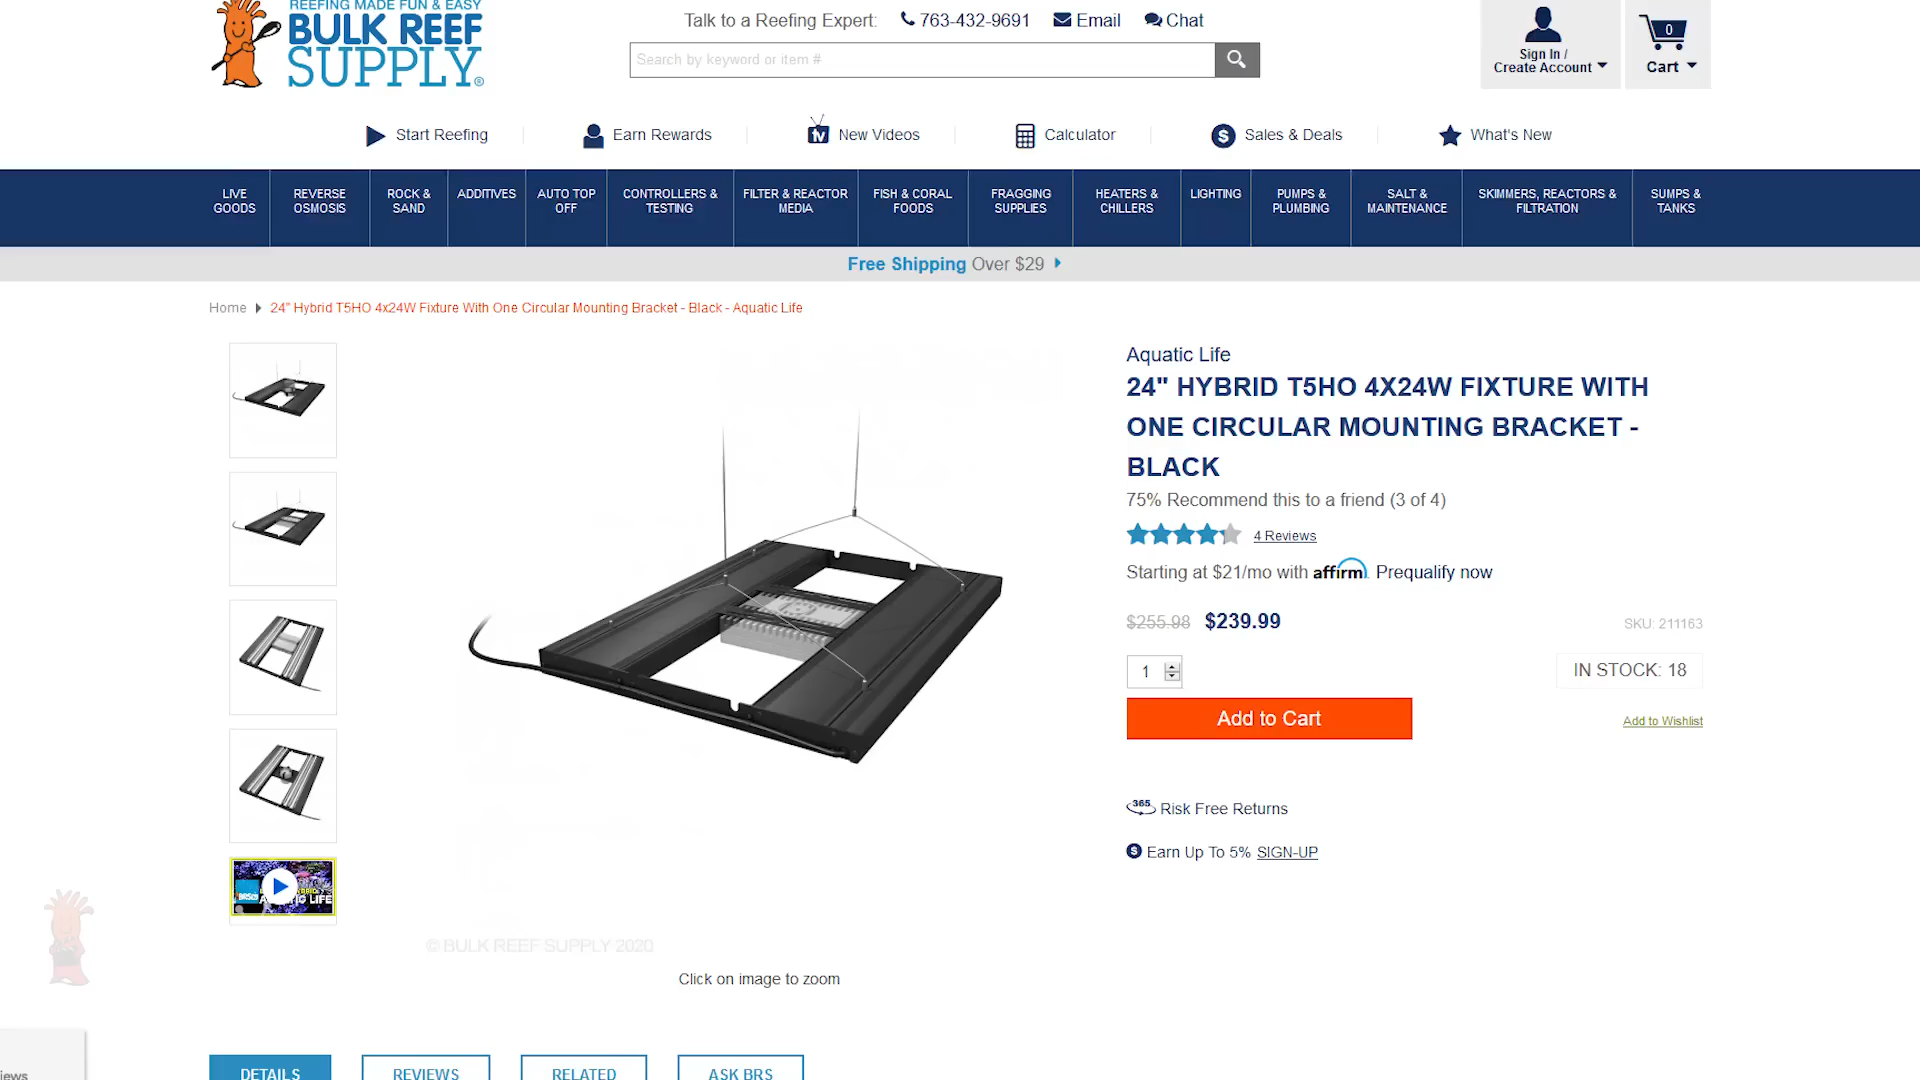 REEFING MADE FUN & EASY
BULK REEF
SUPPLY®
Talk to a Reefing Expert: 763-432-9691 Email Chat
Search by keyword or item #
Sign In /
Create Account
0
Cart
Start Reefing
Earn Rewards
tv New Videos
Calculator
$ Sales & Deals
What's New
LIVE
GOODS
REVERSE
OSMOSIS
ROCK &
SAND
ADDITIVES
AUTO TOP
OFF
CONTROLLERS &
TESTING
FILTER & REACTOR
MEDIA
FISH & CORAL
FOODS
FRAGGING
SUPPLIES
HEATERS &
CHILLERS
LIGHTING
PUMPS &
PLUMBING
SALT &
MAINTENANCE
SKIMMERS, REACTORS &
FILTRATION
SUMPS &
TANKS
Free Shipping Over $29
Home 24" Hybrid T5HO 4x24W Fixture With One Circular Mounting Bracket - Black - Aquatic Life
Aquatic Life
24" HYBRID T5HO 4X24W FIXTURE WITH
ONE CIRCULAR MOUNTING BRACKET -
BLACK
75% Recommend this to a friend (3 of 4)
4 Reviews
Starting at $21/mo with affirm Prequalify now
$255.98 $239.99
SKU: 211163
1
IN STOCK: 18
Add to Cart
Add to Wishlist
365 Risk Free Returns
$ Earn Up To 5% SIGN-UP
© BULK REEF SUPPLY 2020
Click on image to zoom
DETAILS
REVIEWS
RELATED
ASK BRS